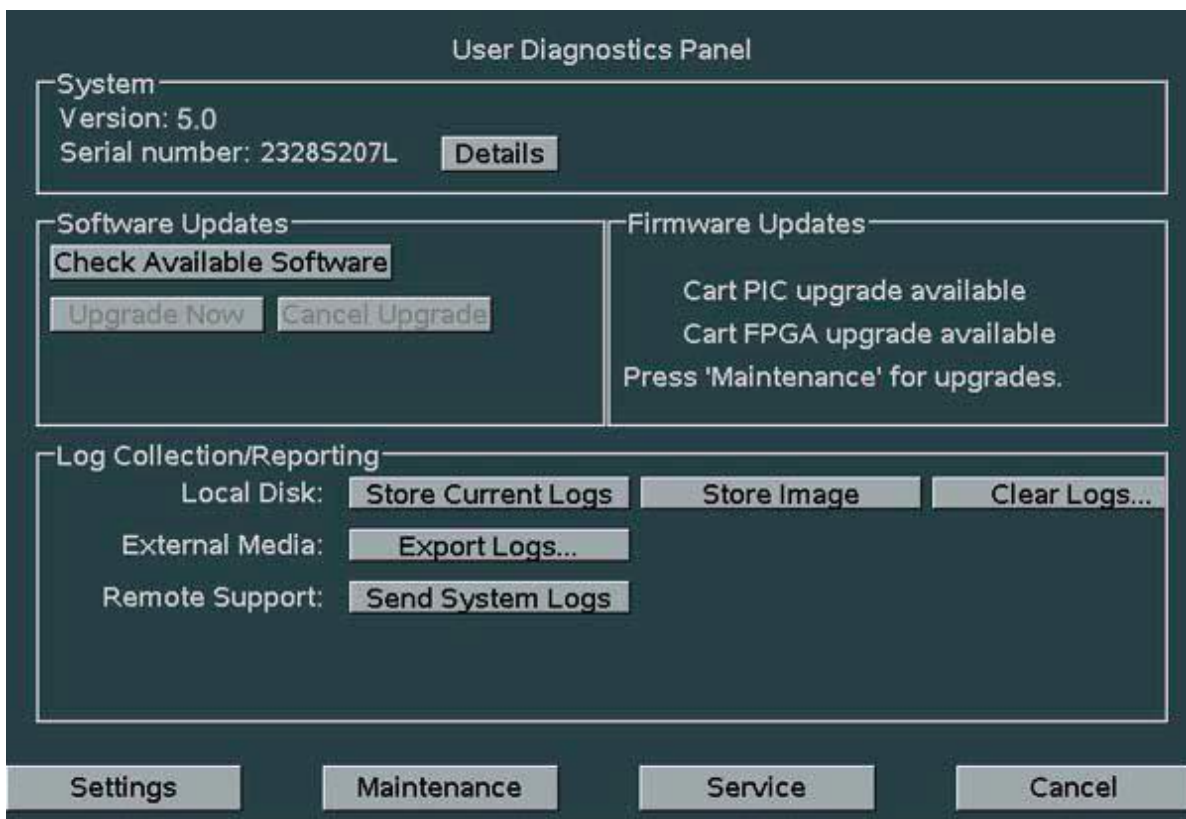 User Diagnostics Panel
System
Version: 5.0
Serial number: 2328S207L Details
Software Updates
Check Available Software
Upgrade Now Cancel Upgrade
Firmware Updates
Cart PIC upgrade available
Cart FPGA upgrade available
Press 'Maintenance' for upgrades.
Log Collection/Reporting
Local Disk: Store Current Logs Store Image Clear Logs...
External Media: Export Logs...
Remote Support: Send System Logs
Settings Maintenance Service Cancel